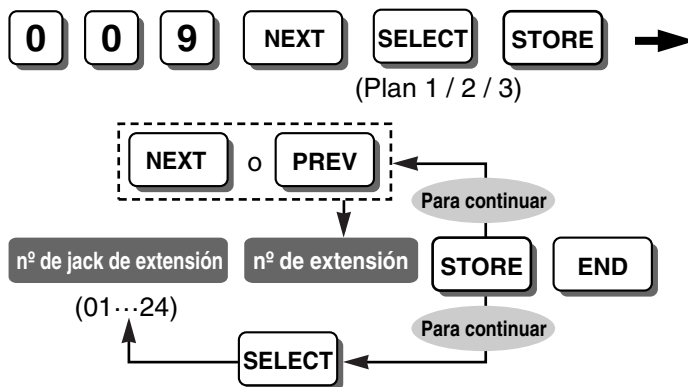 0 0 9 NEXT SELECT STORE
(Plan 1 / 2 / 3)
NEXT o PREV
Para continuar
nº de jack de extensión nº de extensión STORE END
(01···24)
Para continuar
SELECT